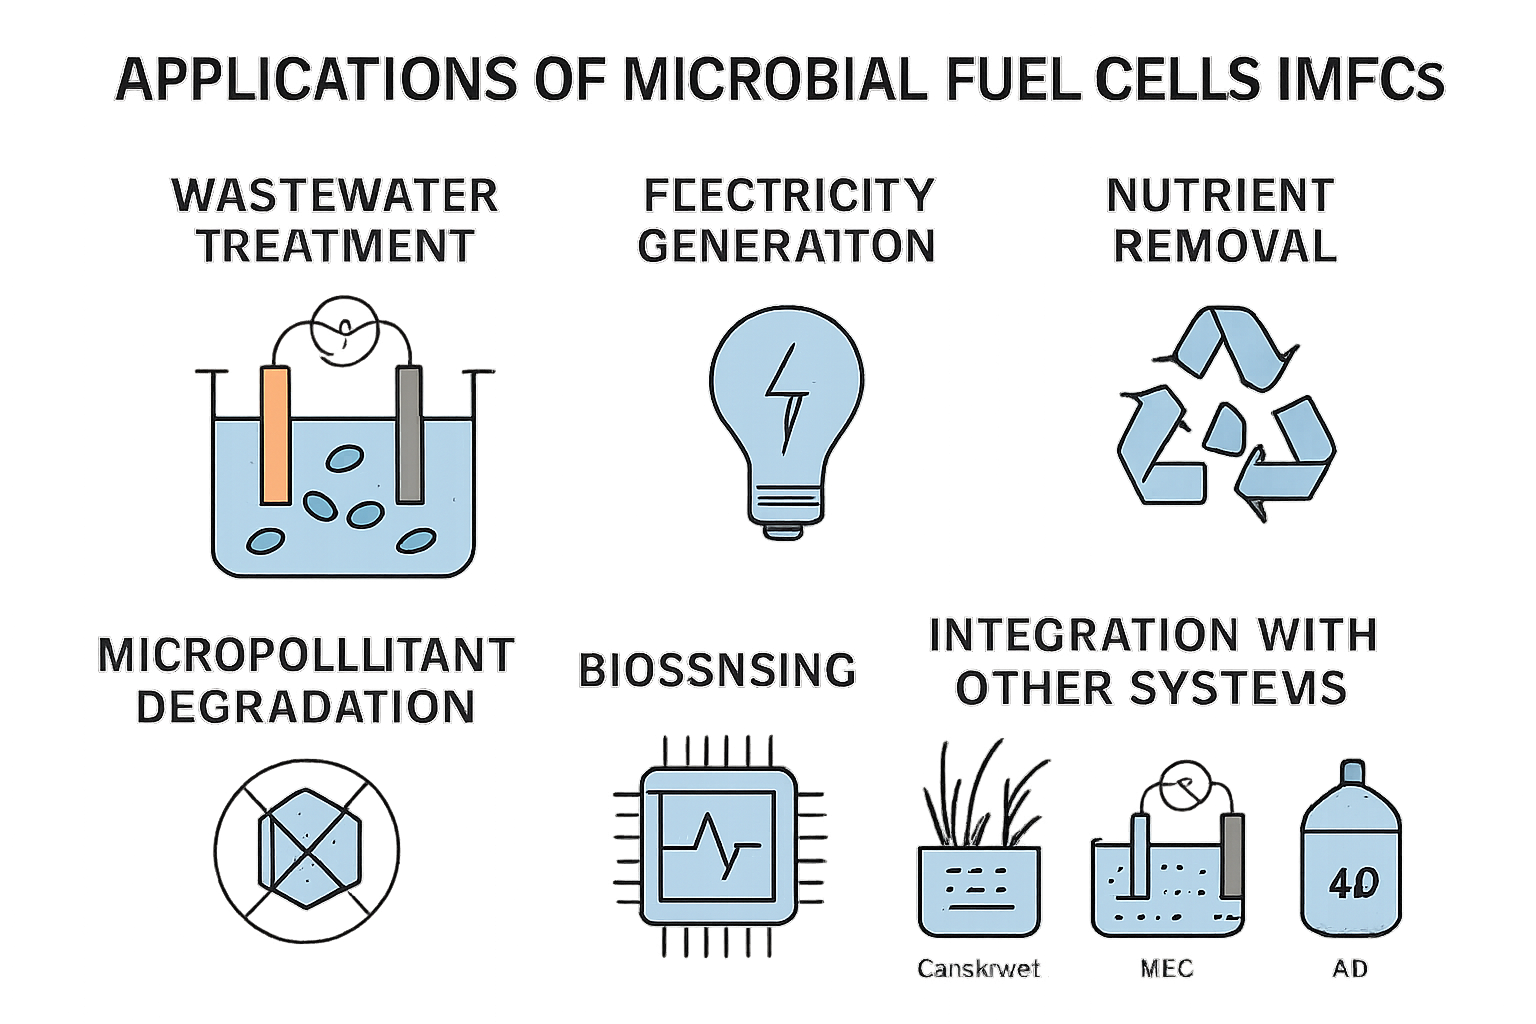 APPLICATIONS OF MICROBIAL FUEL CELLS IMFCs
WASTEWATER
TREATMENT
FLECTRICITY
GENERAITON
NUTRIENT
REMOVAL
MICROPOLLLITANT
DEGRADATION
BIOSSNSING
INTEGRATION WITH
OTHER SYSTEMS
40
Canskrwet
MEC
AD